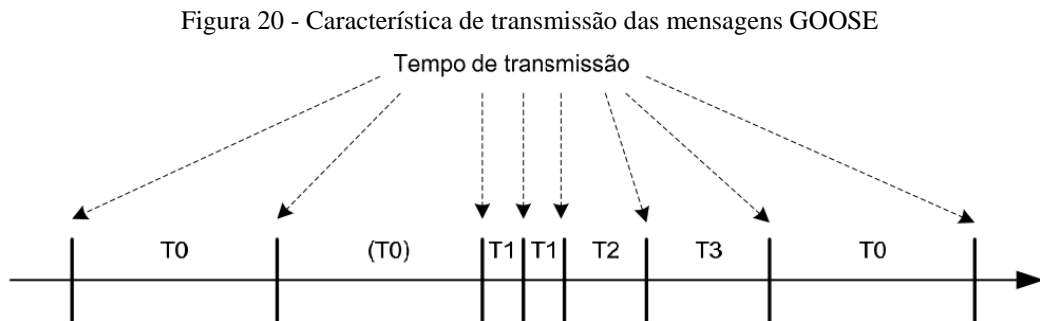 Figura 20 - Característica de transmissão das mensagens GOOSE
Tempo de transmissão
T0 (T0) T1 T1 T2 T3 T0